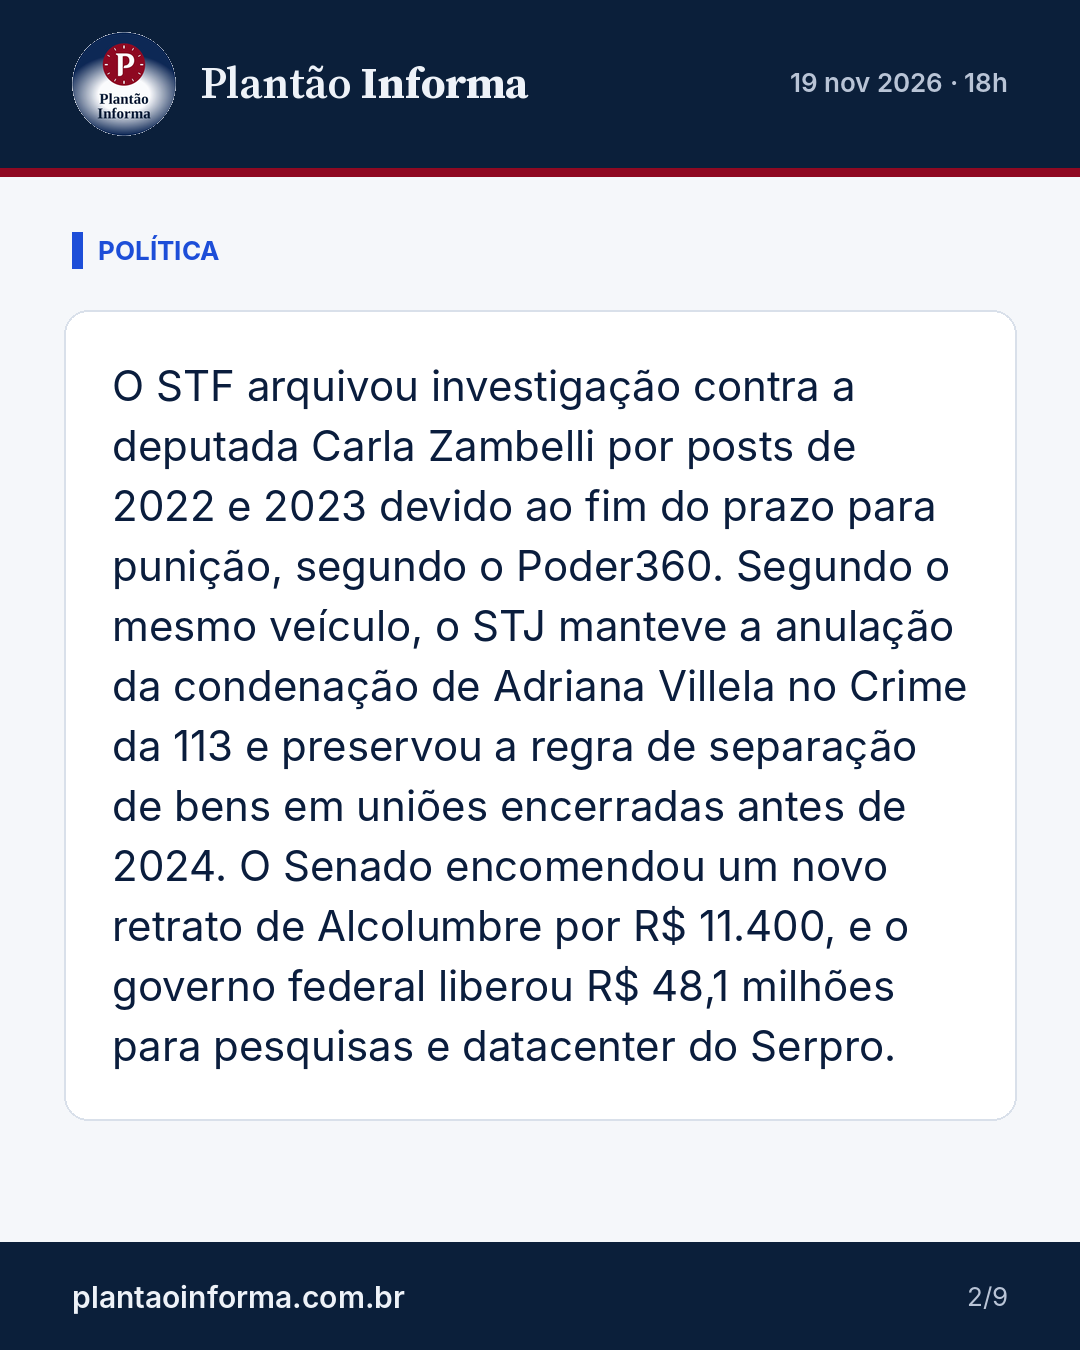 P
Plantão
Informa
Plantão Informa
19 nov 2026 · 18h
POLÍTICA
O STF arquivou investigação contra a
deputada Carla Zambelli por posts de
2022 e 2023 devido ao fim do prazo para
punição, segundo o Poder360. Segundo o
mesmo veículo, o STJ manteve a anulação
da condenação de Adriana Villela no Crime
da 113 e preservou a regra de separação
de bens em uniões encerradas antes de
2024. O Senado encomendou um novo
retrato de Alcolumbre por R$ 11.400, e o
governo federal liberou R$ 48,1 milhões
para pesquisas e datacenter do Serpro.
plantaoinforma.com.br
2/9